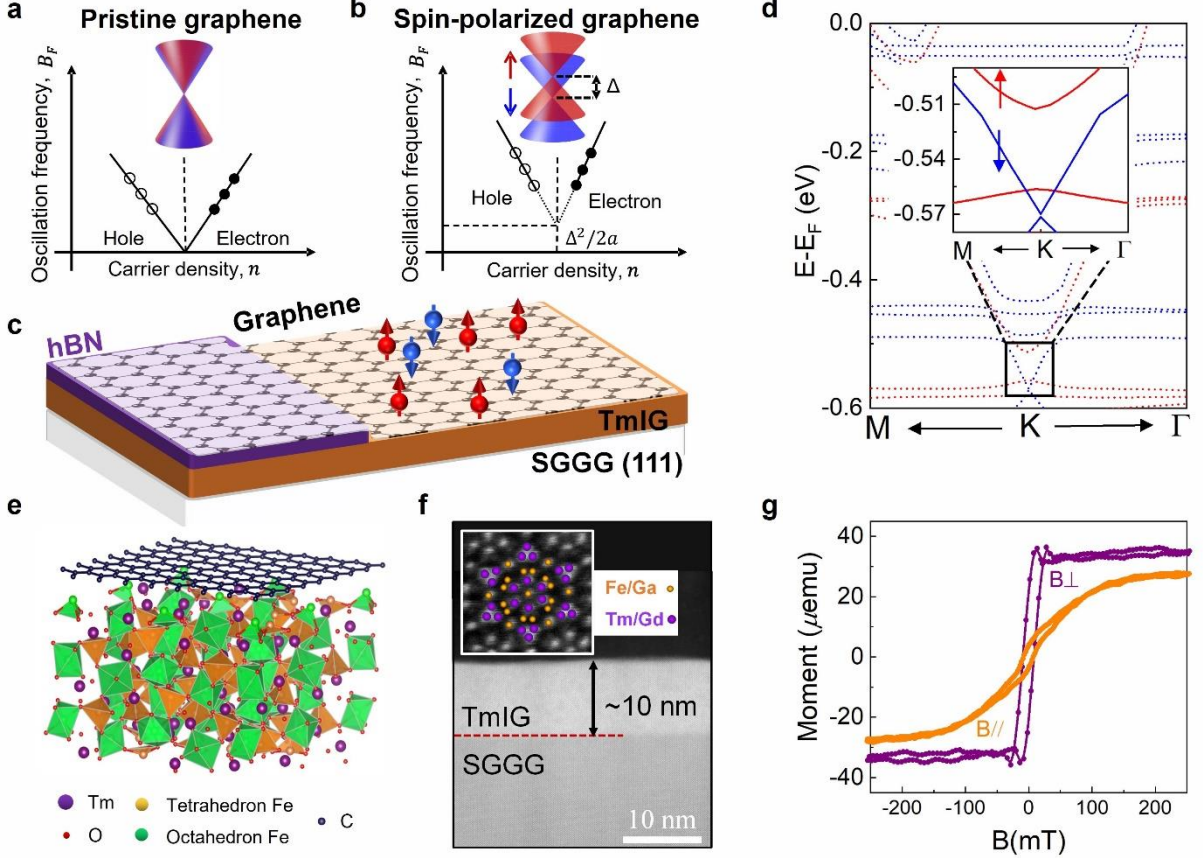 a
Pristine graphene
Oscillation frequency, B_F
Hole
Electron
Carrier density, n
b
Spin-polarized graphene
Δ
Oscillation frequency, B_F
Hole
Electron
Δ²/2a
Carrier density, n
c
hBN
Graphene
TmIG
SGGG (111)
d
E-E_F (eV)
0.0
-0.2
-0.4
-0.6
-0.51
-0.54
-0.57
M ← K → Γ
M ← K → Γ
e
Tm
Tetrahedron Fe
C
O
Octahedron Fe
f
Fe/Ga
Tm/Gd
TmIG
~10 nm
SGGG
10 nm
g
Moment (μemu)
40
20
0
-20
-40
B⊥
B//
-200 -100 0 100 200
B(mT)